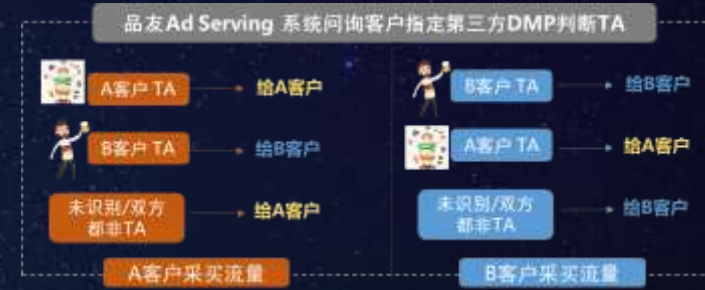 品友Ad Serving 系统问询客户指定第三方DMP判断TA
A客户 TA
给A客户
B客户 TA
给B客户
未识别/双方
都非TA
给A客户
A客户采买流量
B客户 TA
给B客户
A客户 TA
给A客户
未识别/双方
都非TA
给B客户
B客户采买流量